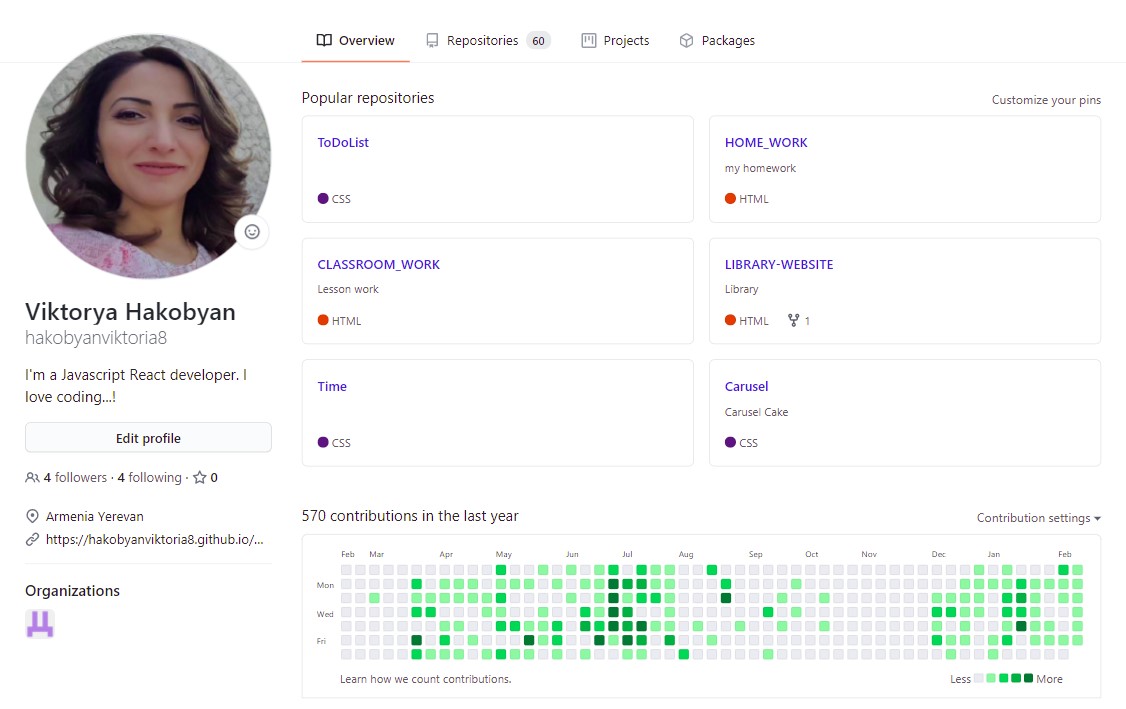 Overview
Repositories 60
Projects
Packages
Popular repositories
Customize your pins
ToDoList
CSS
HOME_WORK
my homework
HTML
CLASSROOM_WORK
Lesson work
HTML
LIBRARY-WEBSITE
Library
HTML 1
Time
CSS
Carusel
Carusel Cake
CSS
Viktorya Hakobyan
hakobyanviktoria8
I'm a Javascript React developer. I
love coding...!
Edit profile
4 followers · 4 following · 0
Armenia Yerevan
https://hakobyanviktoria8.github.io/...
Organizations
570 contributions in the last year
Contribution settings
Feb Mar Apr May Jun Jul Aug Sep Oct Nov Dec Jan Feb
Mon
Wed
Fri
Learn how we count contributions.
Less More